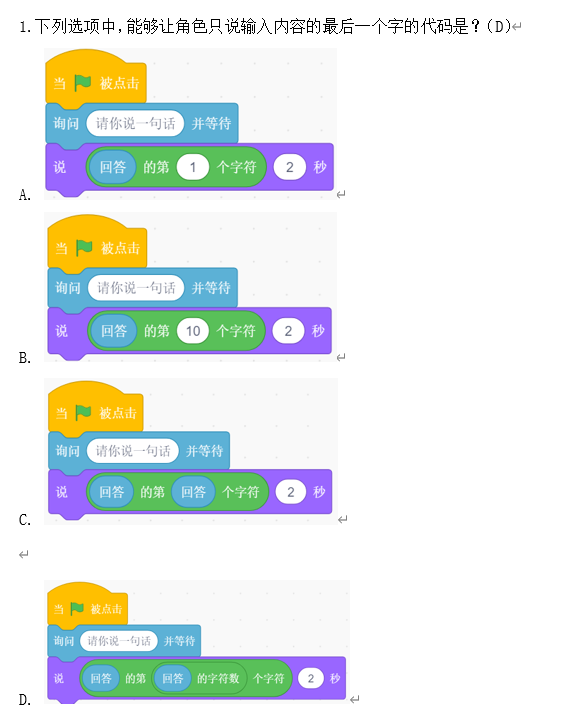 1.下列选项中,能够让角色只说输入内容的最后一个字的代码是?(D)↵
当 被点击
询问 请你说一句话 并等待
说 回答 的第 1 个字符 2 秒
A. ↵
当 被点击
询问 请你说一句话 并等待
说 回答 的第 10 个字符 2 秒
B. ↵
当 被点击
询问 请你说一句话 并等待
说 回答 的第 回答 个字符 2 秒
C. ↵
↵
当 被点击
询问 请你说一句话 并等待
说 回答 的第 回答 的字符数 个字符 2 秒
D. ↵